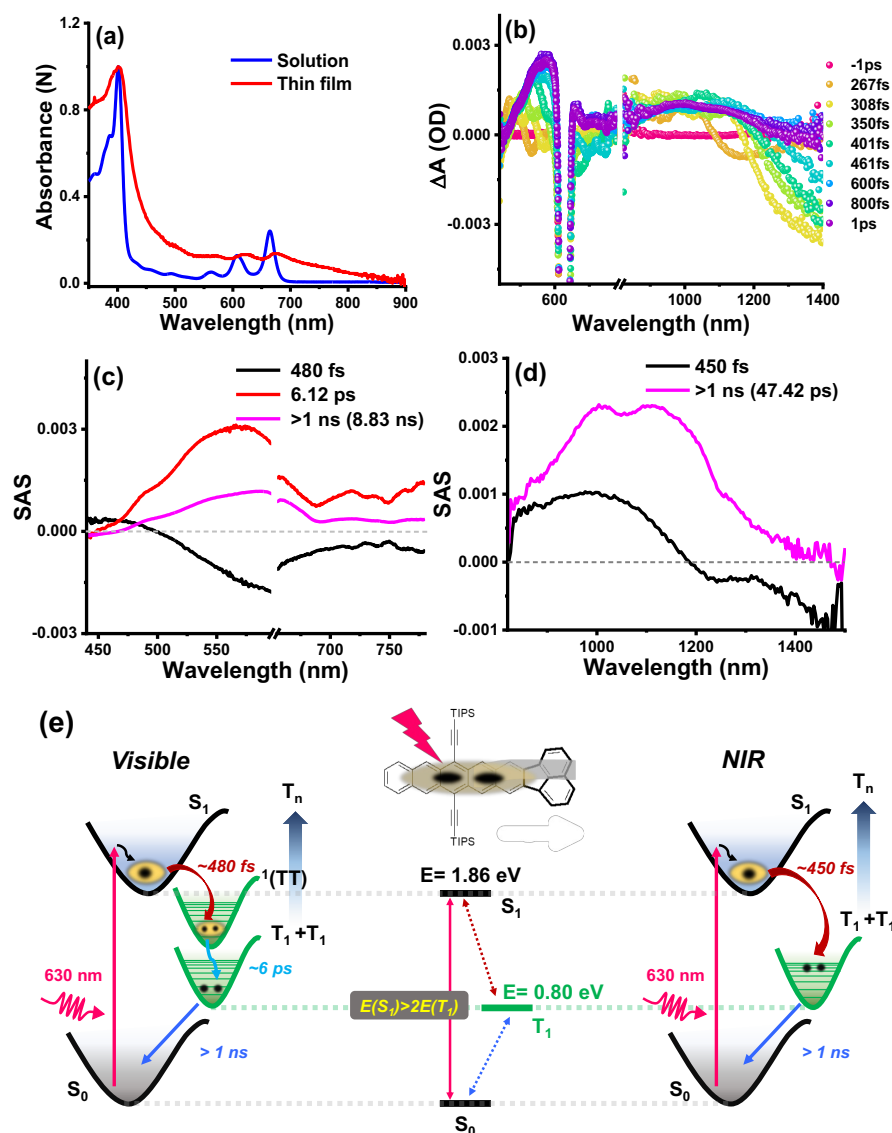 (a)
Solution
Thin film
Absorbance (N)
1.2
0.8
0.4
0.0
400 500 600 700 800 900
Wavelength (nm)
(b)
ΔA (OD)
0.003
0.000
-0.003
600 1000 1200 1400
Wavelength (nm)
-1ps
267fs
308fs
350fs
401fs
461fs
600fs
800fs
1ps
(c)
480 fs
6.12 ps
>1 ns (8.83 ns)
SAS
0.003
0.000
-0.003
450 500 550 700 750
Wavelength (nm)
(d)
450 fs
>1 ns (47.42 ps)
SAS
0.003
0.002
0.001
0.000
-0.001
1000 1200 1400
Wavelength (nm)
(e)
Visible
S1
Tn
~480 fs
1(TT)
T1 +T1
~6 ps
630 nm
> 1 ns
S0
TIPS
TIPS
E= 1.86 eV
S1
E(S1)>2E(T1)
E= 0.80 eV
T1
S0
NIR
S1
Tn
~450 fs
T1 +T1
630 nm
> 1 ns
S0